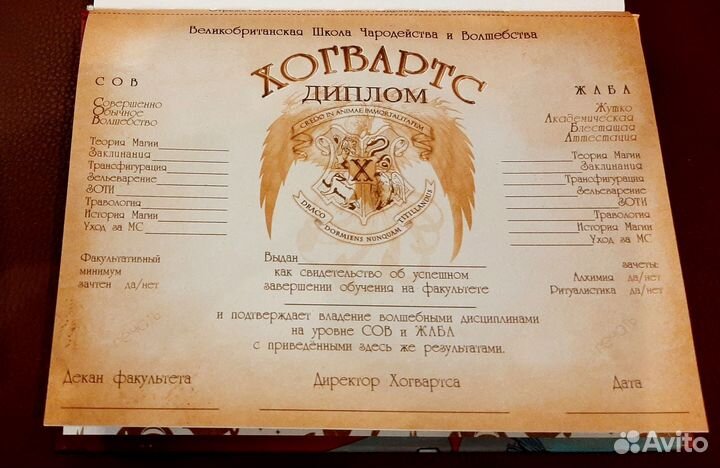 Великобританская Школа Чародейства и Волшебства
ХОГВАРТС
ДИПЛОМ
CREDO IN ANIMAE IMMORTALITATEM
X
DRACO DORMIENS NUNQUAM TITILLANDUS
СОВ
Совершенно
Обычное
Волшебство
Теория Магии
Заклинания
Трансфигурация
Зельеварение
ЗОТИ
Травология
История Магии
Уход за МС
Факультативный
минимум
зачтен да/нет
ЖАБА
Жутко
Академическая
Блестящая
Аттестация
Теория Магии
Заклинания
Трансфигурация
Зельеварение
ЗОТИ
Травология
История Магии
Уход за МС
зачеты:
Алхимия да/нет
Ритуалистика да/нет
Выдан
как свидетельство об успешном
завершении обучения на факультете
и подтверждает владение волшебными дисциплинами
на уровне СОВ и ЖАБА
с приведёнными здесь же результатами.
Декан факультета
Директор Хогвартса
Дата
Avito